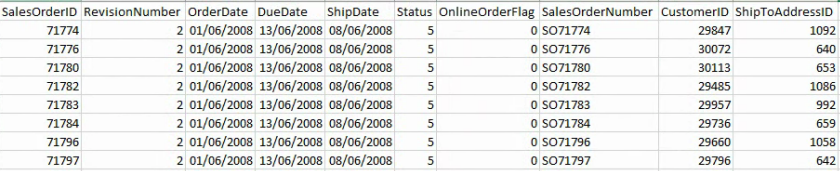 SalesOrderID RevisionNumber OrderDate DueDate ShipDate Status OnlineOrderFlag SalesOrderNumber CustomerID ShipToAddressID
71774 2 01/06/2008 13/06/2008 08/06/2008 5 0 SO71774 29847 1092
71776 2 01/06/2008 13/06/2008 08/06/2008 5 0 SO71776 30072 640
71780 2 01/06/2008 13/06/2008 08/06/2008 5 0 SO71780 30113 653
71782 2 01/06/2008 13/06/2008 08/06/2008 5 0 SO71782 29485 1086
71783 2 01/06/2008 13/06/2008 08/06/2008 5 0 SO71783 29957 992
71784 2 01/06/2008 13/06/2008 08/06/2008 5 0 SO71784 29736 659
71796 2 01/06/2008 13/06/2008 08/06/2008 5 0 SO71796 29660 1058
71797 2 01/06/2008 13/06/2008 08/06/2008 5 0 SO71797 29796 642